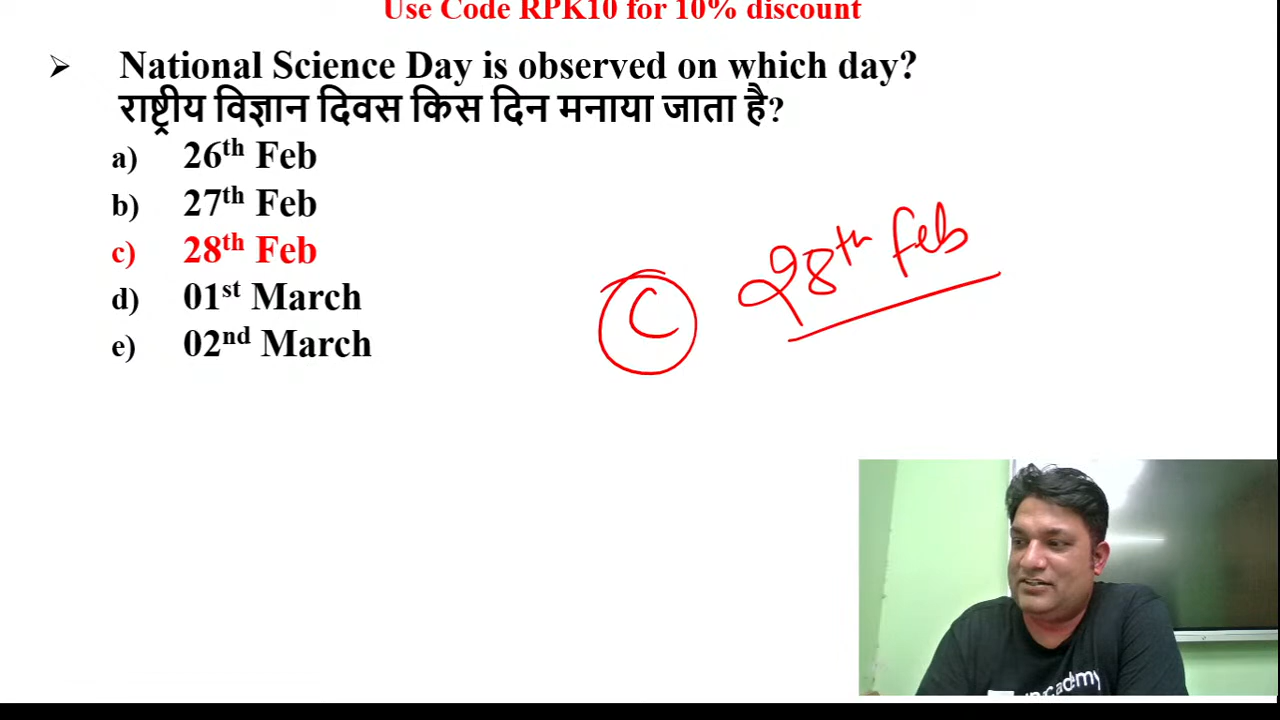 Use Code RPK10 for 10% discount
➢ National Science Day is observed on which day?
राष्ट्रीय विज्ञान दिवस किस दिन मनाया जाता है?
a) 26th Feb
b) 27th Feb
c) 28th Feb
d) 01st March
e) 02nd March
C 28th Feb